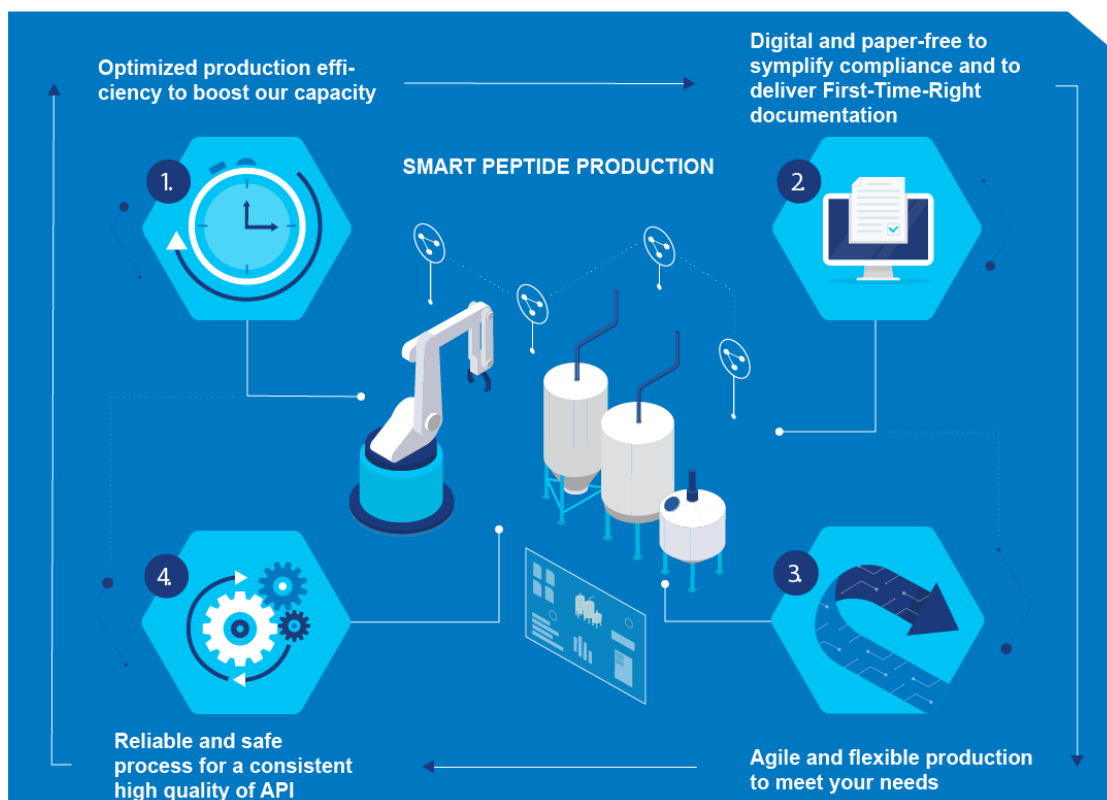 Optimized production effi-
ciency to boost our capacity
Digital and paper-free to
symplify compliance and to
deliver First-Time-Right
documentation
SMART PEPTIDE PRODUCTION
1.
2.
4.
3.
Reliable and safe
process for a consistent
high quality of API
Agile and flexible production
to meet your needs